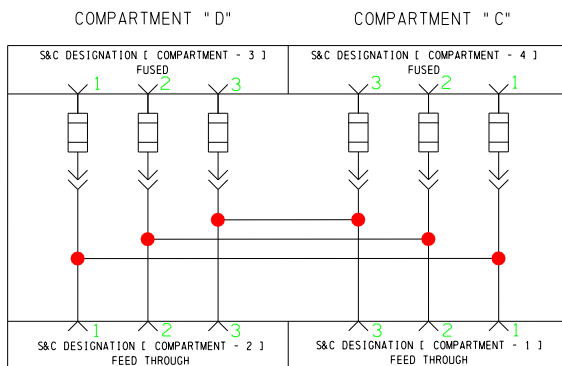 COMPARTMENT "D"
COMPARTMENT "C"
S&C DESIGNATION [ COMPARTMENT - 3 ]
FUSED
S&C DESIGNATION [ COMPARTMENT - 4 ]
FUSED
1 2 3 3 2 1
1 2 3 3 2 1
S&C DESIGNATION [ COMPARTMENT - 2 ]
FEED THROUGH
S&C DESIGNATION [ COMPARTMENT - 1 ]
FEED THROUGH